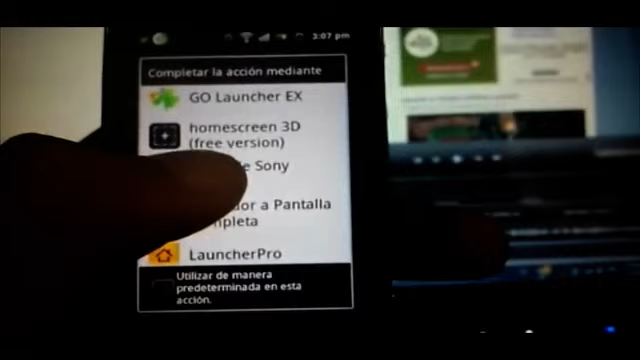 3:07 pm
Completar la acción mediante
GO Launcher EX
homescreen 3D
(free version)
Sony
a Pantalla
LauncherPro
Utilizar de manera
predeterminada en esta
acción.